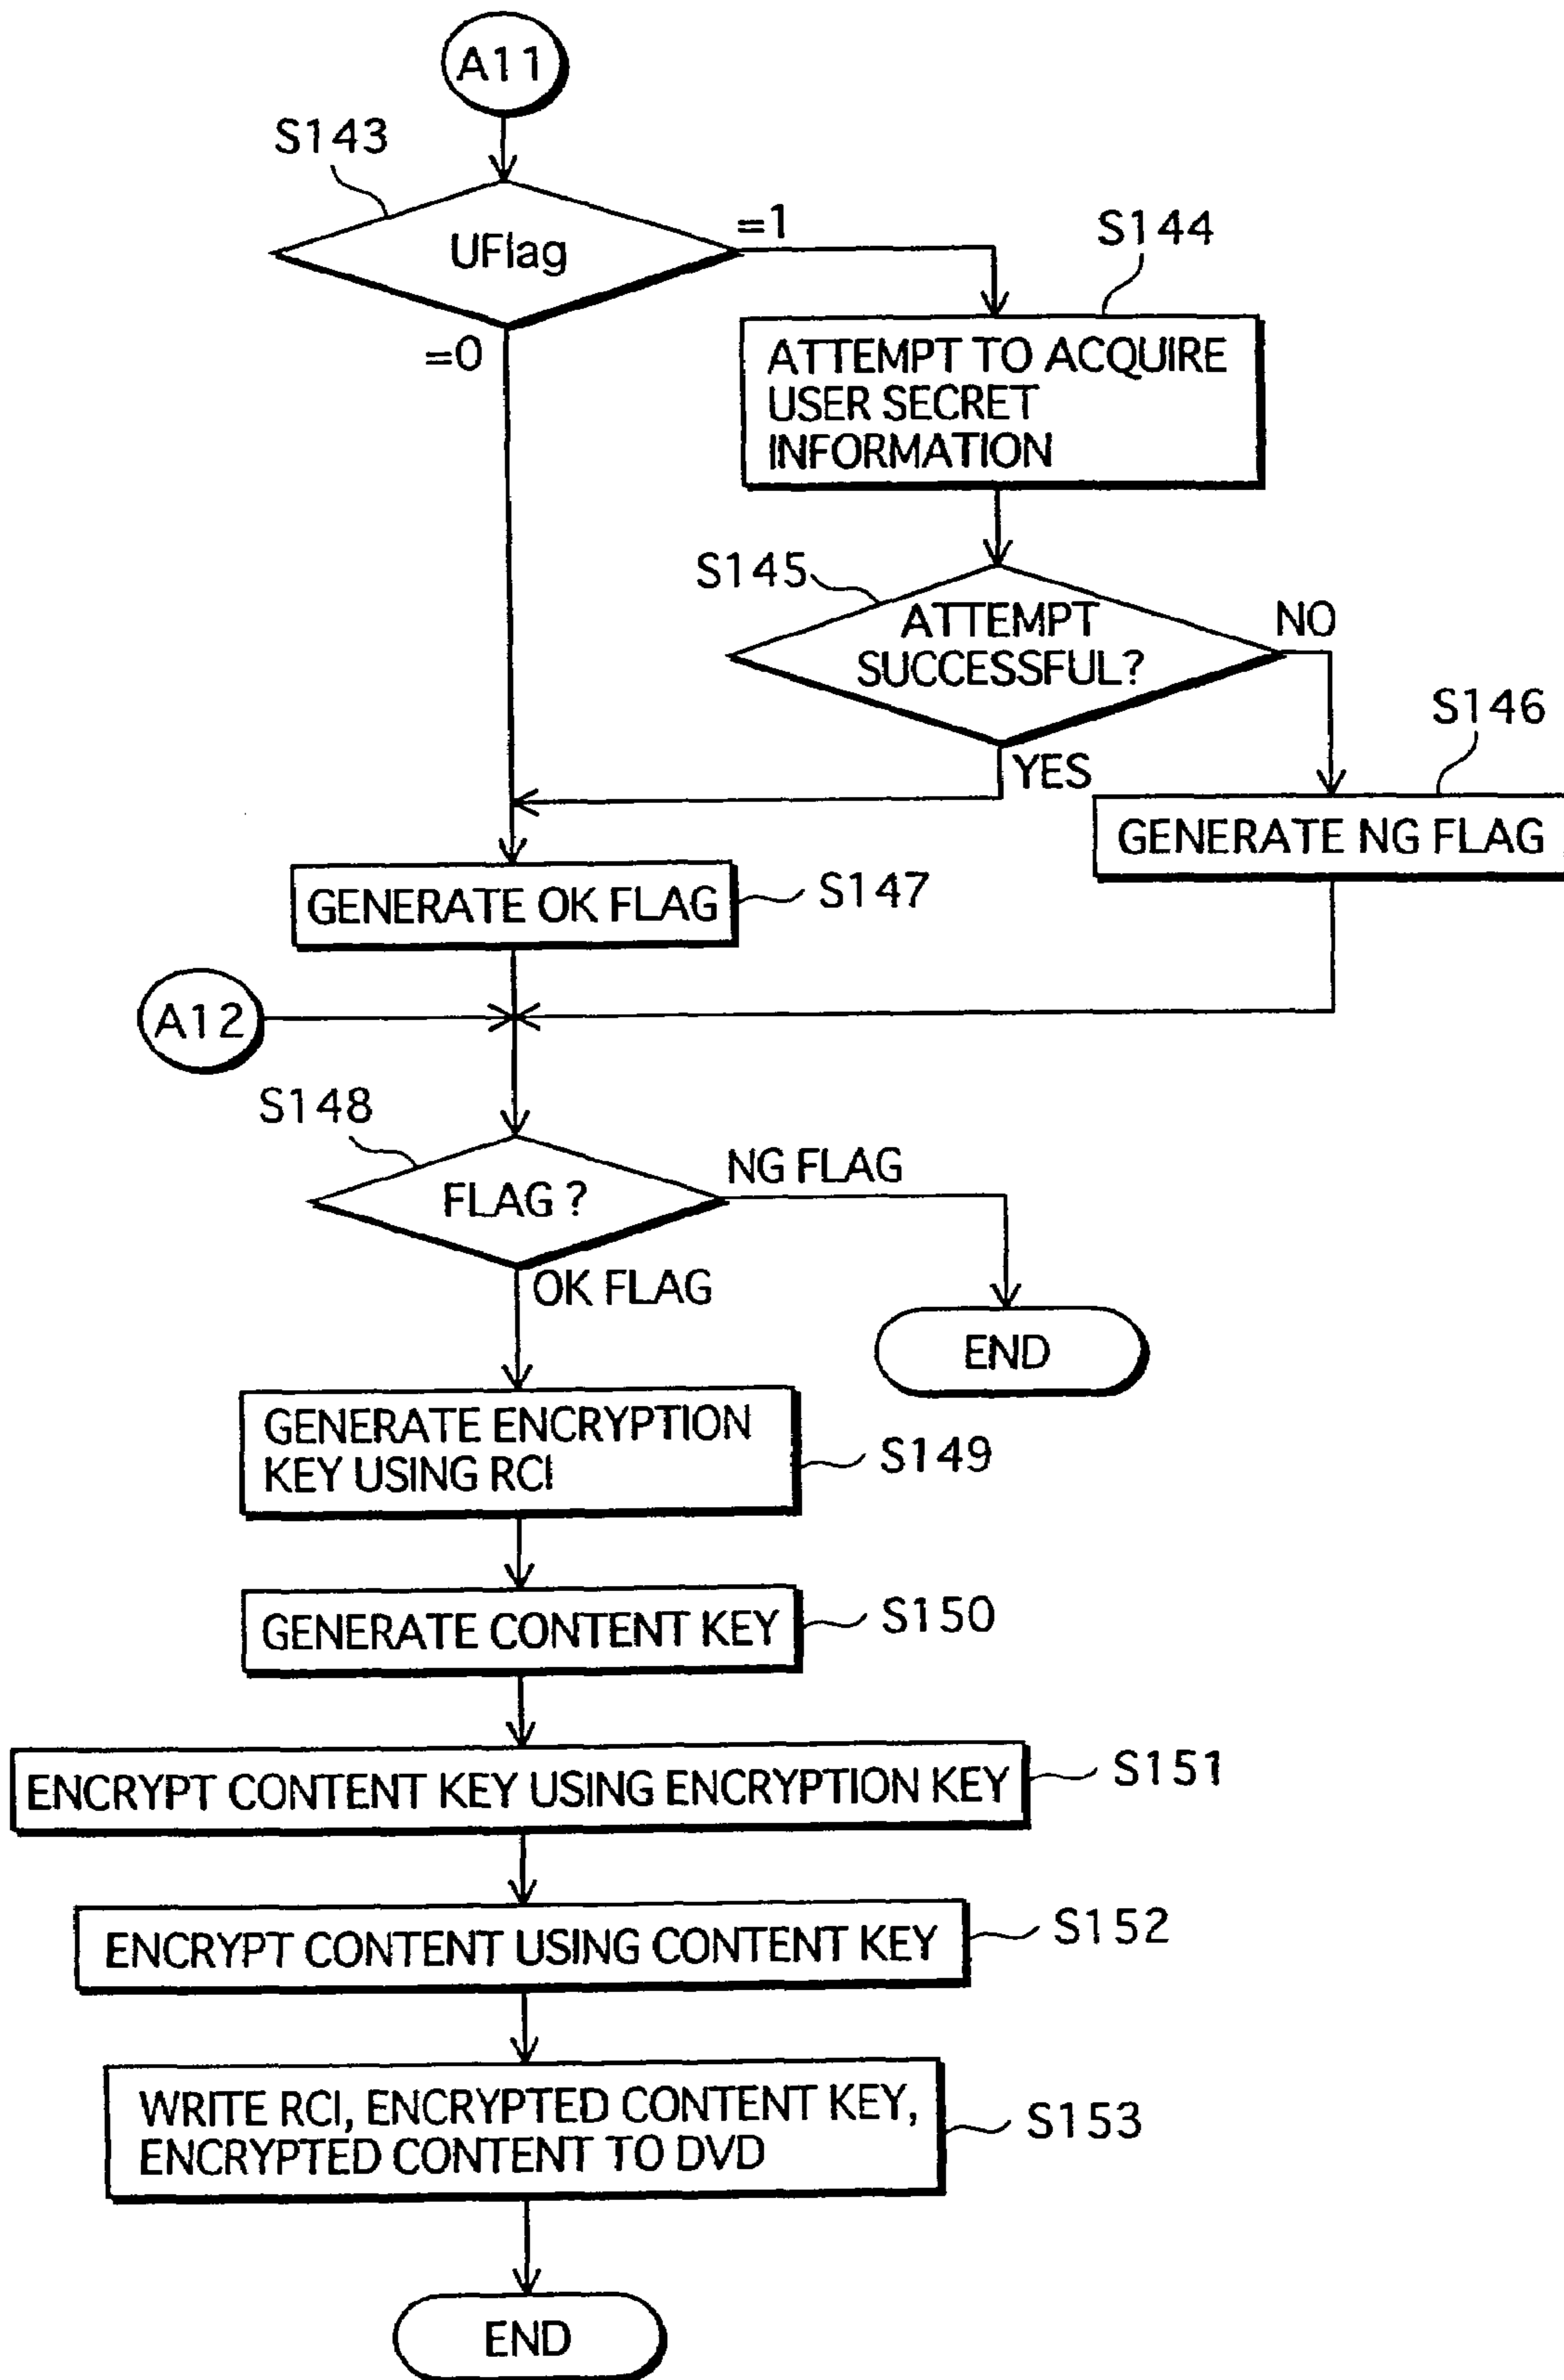 A11
S143
UFlag
=1
=0
S144
ATTEMPT TO ACQUIRE
USER SECRET
INFORMATION
S145
ATTEMPT
SUCCESSFUL?
NO
YES
S146
GENERATE NG FLAG
GENERATE OK FLAG
S147
A12
S148
FLAG ?
NG FLAG
OK FLAG
END
GENERATE ENCRYPTION
KEY USING RCI
S149
GENERATE CONTENT KEY
S150
ENCRYPT CONTENT KEY USING ENCRYPTION KEY
S151
ENCRYPT CONTENT USING CONTENT KEY
S152
WRITE RCI, ENCRYPTED CONTENT KEY,
ENCRYPTED CONTENT TO DVD
S153
END